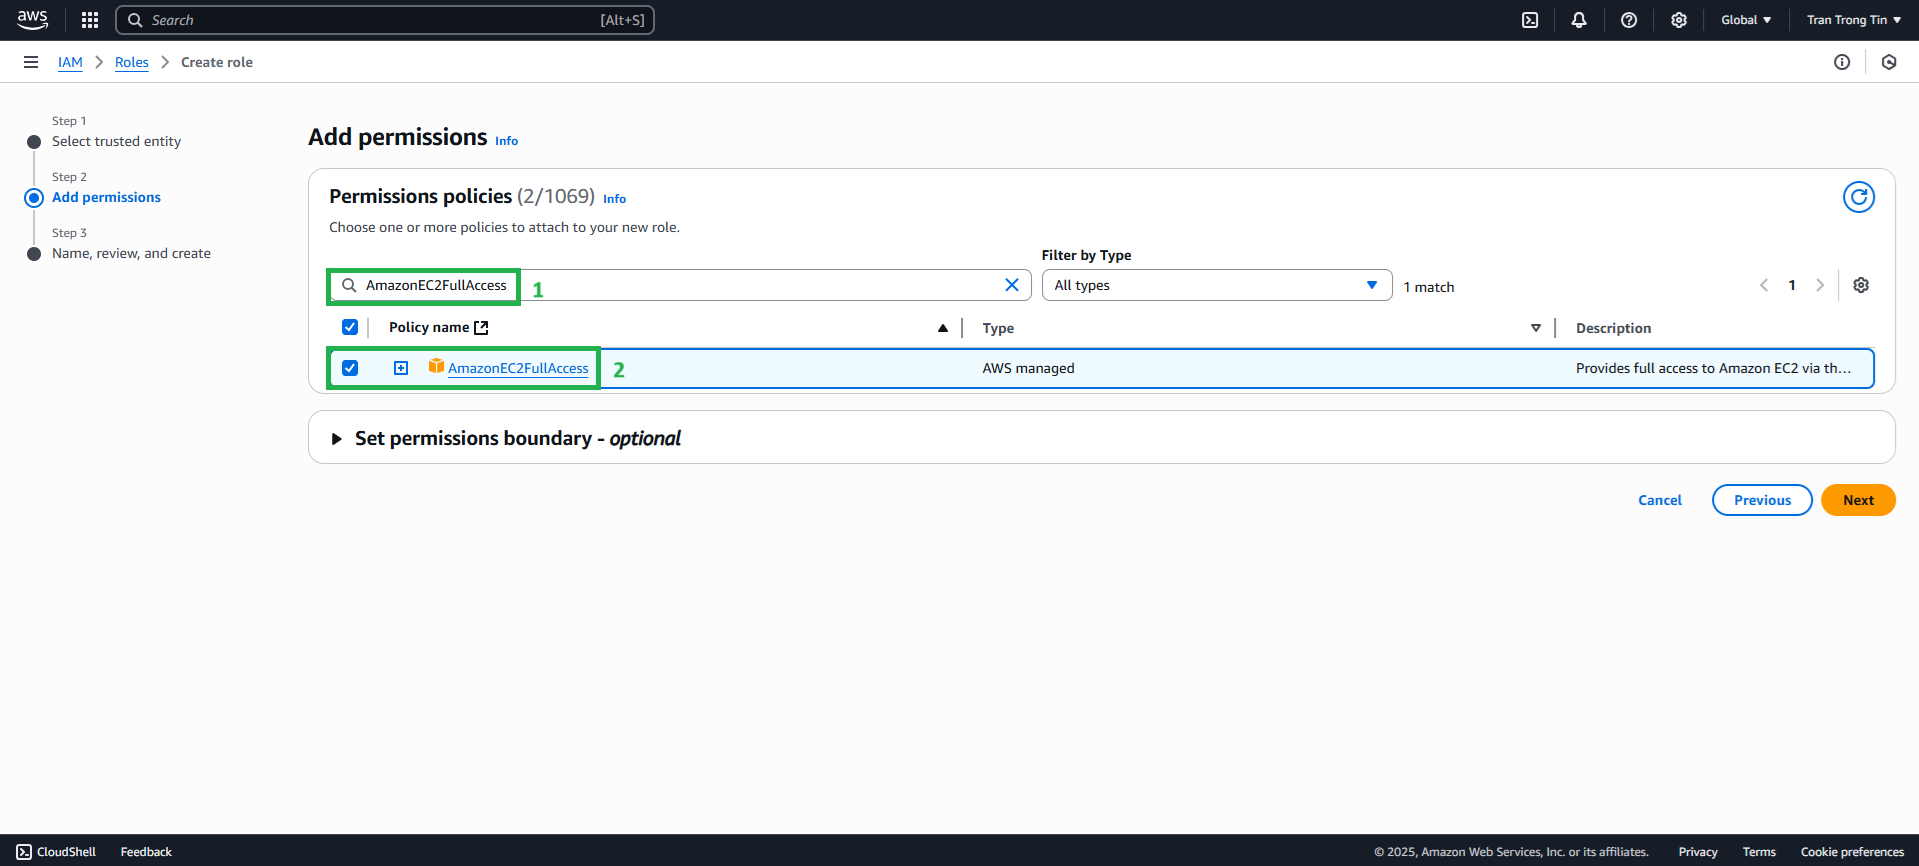 aws Search [Alt+S] Global Tran Trong Tin
IAM Roles Create role
Step 1
Select trusted entity
Step 2
Add permissions
Step 3
Name, review, and create
Add permissions Info
Permissions policies (2/1069) Info
Choose one or more policies to attach to your new role.
Filter by Type
AmazonEC2FullAccess 1 All types 1 match 1
Policy name Type Description
AmazonEC2FullAccess 2 AWS managed Provides full access to Amazon EC2 via th...
Set permissions boundary - optional
Cancel Previous Next
CloudShell Feedback © 2025, Amazon Web Services, Inc. or its affiliates. Privacy Terms Cookie preferences